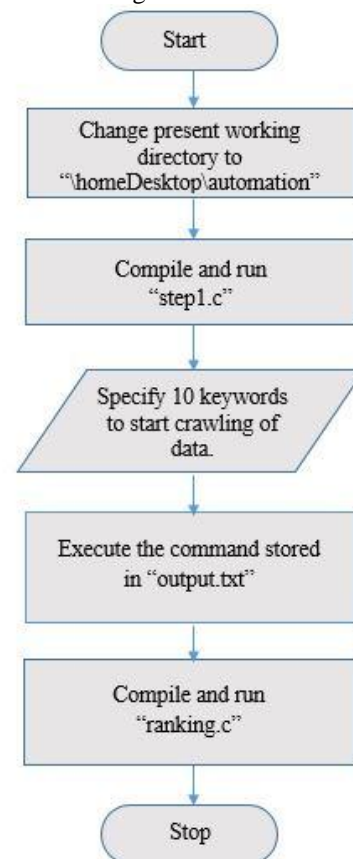 Start
Change present working
directory to
“\homeDesktop\automation”
Compile and run
“step1.c”
Specify 10 keywords
to start crawling of
data.
Execute the command stored
in “output.txt”
Compile and run
“ranking.c”
Stop